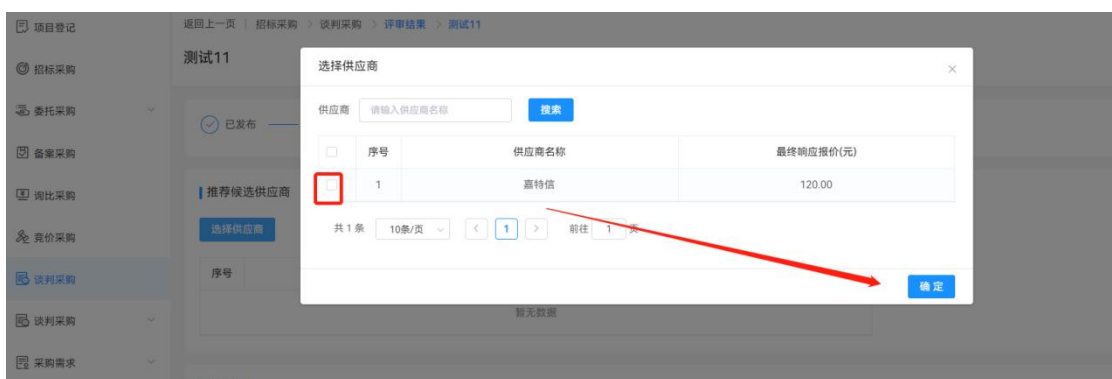 项目登记
招标采购
委托采购
备案采购
询比采购
竞价采购
谈判采购
谈判采购
采购需求
返回上一页 | 招标采购 > 谈判采购 > 评审结果 > 测试11
测试11
已发布
推荐候选供应商
选择供应商
序号
暂无数据
选择供应商
供应商 请输入供应商名称 搜索
序号 供应商名称 最终响应报价(元)
1 嘉特信 120.00
共 1 条 10条/页 < 1 > 前往 1 页
确 定